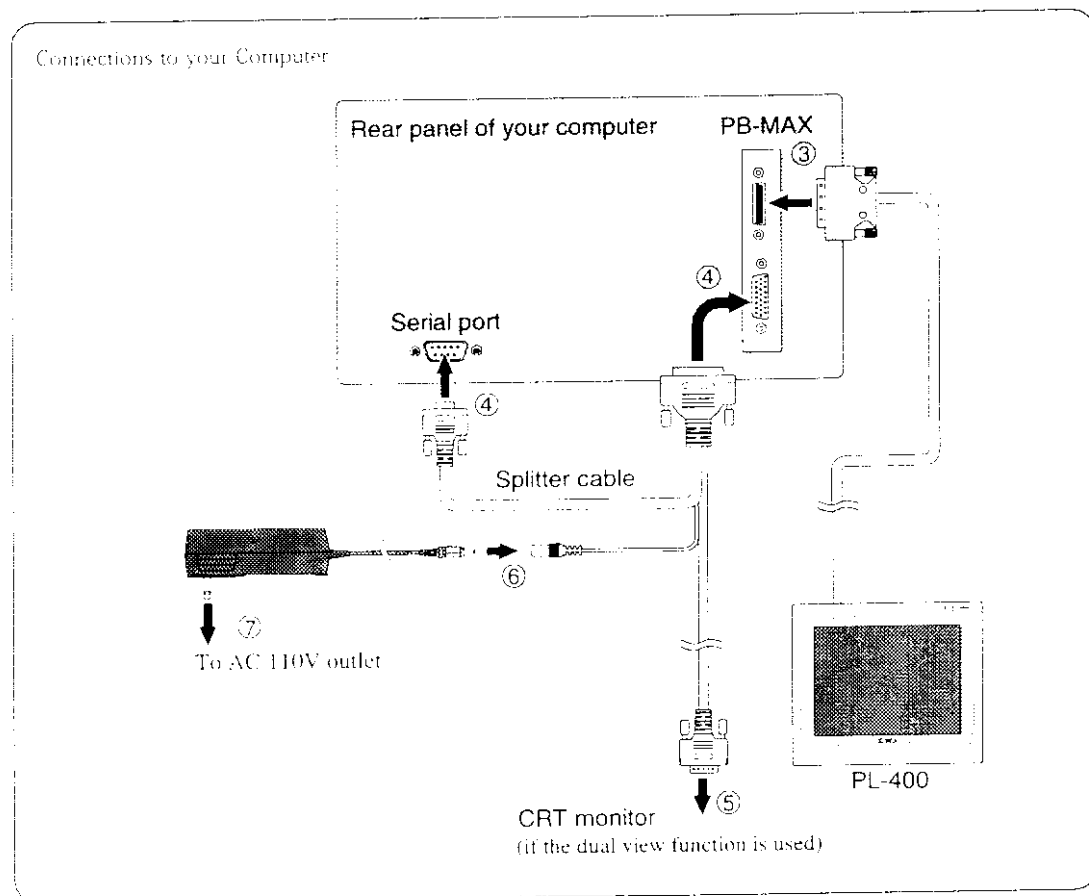 Connections to your Computer
Rear panel of your computer
PB-MAX
③
④
Serial port
④
Splitter cable
⑥
⑦
To AC 110V outlet
PL-400
⑤
CRT monitor
(if the dual view function is used)